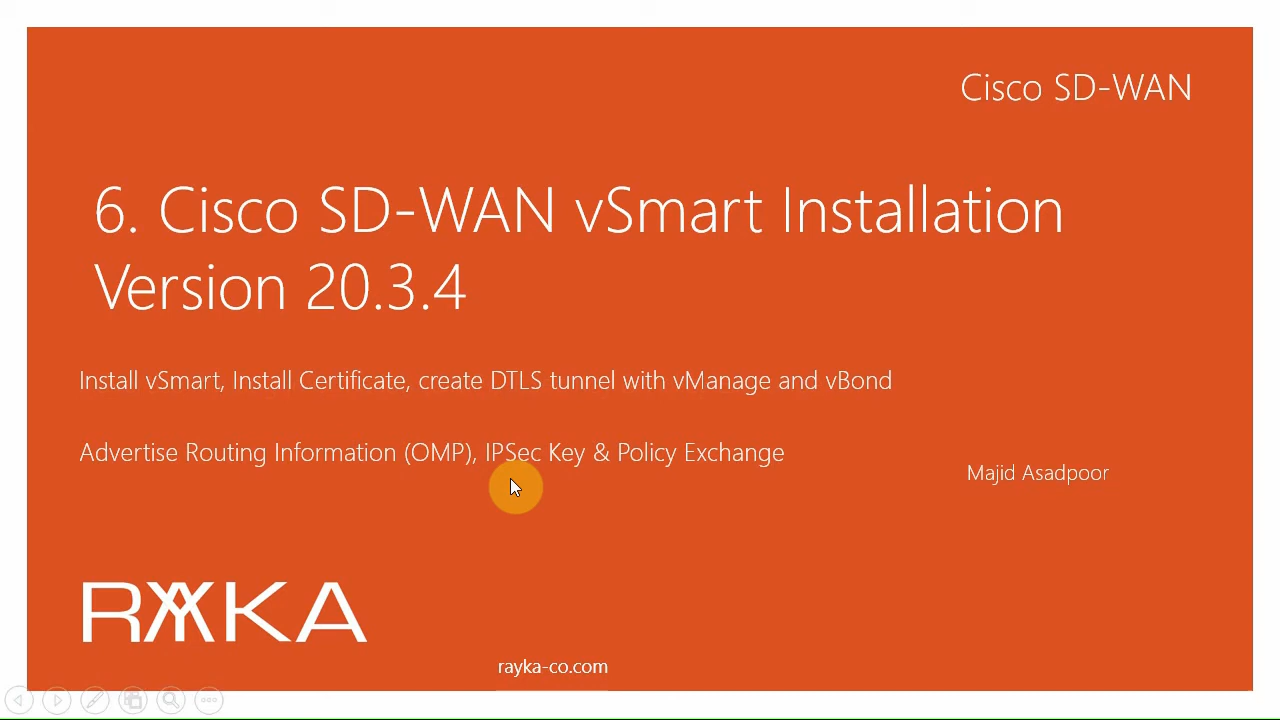 Cisco SD-WAN
6. Cisco SD-WAN vSmart Installation
Version 20.3.4
Install vSmart, Install Certificate, create DTLS tunnel with vManage and vBond
Advertise Routing Information (OMP), IPSec Key & Policy Exchange
Majid Asadpoor
RAYKA
rayka-co.com